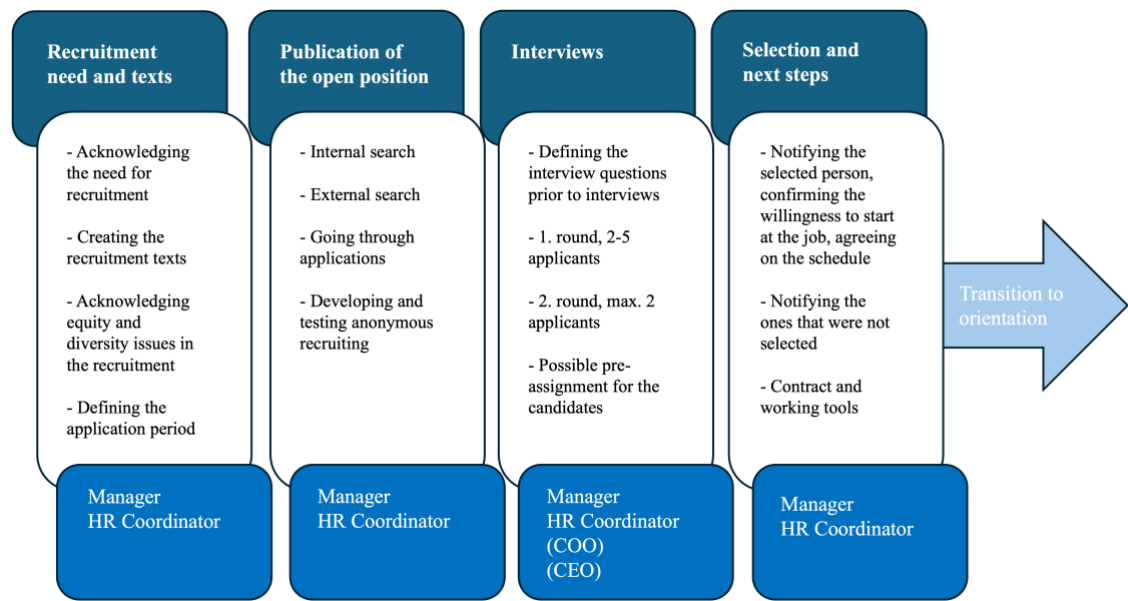 Recruitment
need and texts
- Acknowledging
the need for
recruitment
- Creating the
recruitment texts
- Acknowledging
equity and
diversity issues in
the recruitment
- Defining the
application period
Manager
HR Coordinator
Publication of
the open position
- Internal search
- External search
- Going through
applications
- Developing and
testing anonymous
recruiting
Manager
HR Coordinator
Interviews
- Defining the
interview questions
prior to interviews
- 1. round, 2-5
applicants
- 2. round, max. 2
applicants
- Possible pre-
assignment for the
candidates
Manager
HR Coordinator
(COO)
(CEO)
Selection and
next steps
- Notifying the
selected person,
confirming the
willingness to start
at the job, agreeing
on the schedule
- Notifying the
ones that were not
selected
- Contract and
working tools
Manager
HR Coordinator
Transition to
orientation